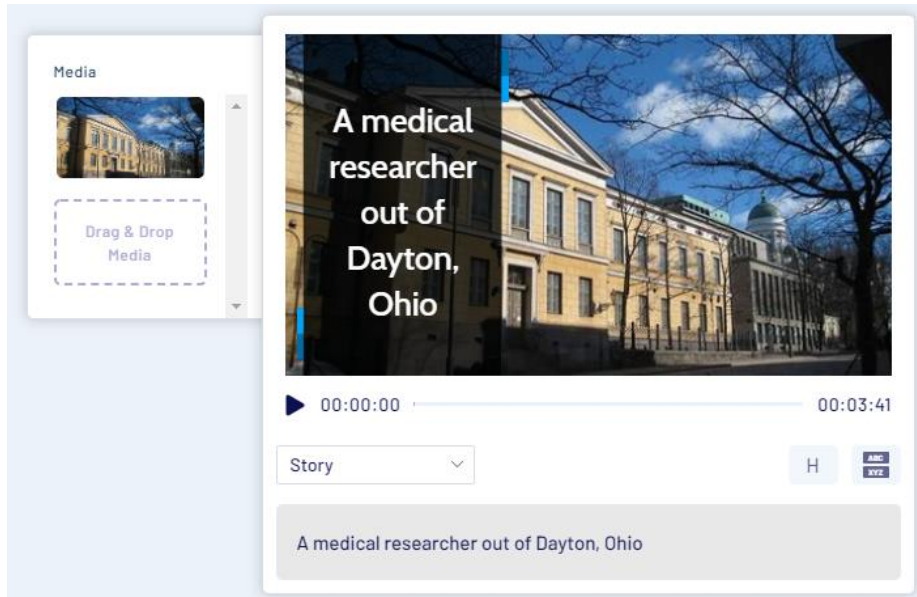 Media
Drag & Drop
Media
A medical
researcher
out of
Dayton,
Ohio
00:00:00
00:03:41
Story
H
ABC
XYZ
A medical researcher out of Dayton, Ohio